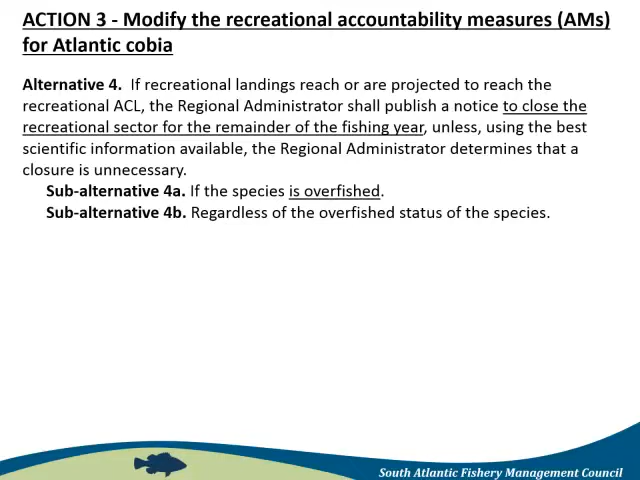 ACTION 3 - Modify the recreational accountability measures (AMs)
for Atlantic cobia
Alternative 4.  If recreational landings reach or are projected to reach the
recreational ACL, the Regional Administrator shall publish a notice to close the
recreational sector for the remainder of the fishing year, unless, using the best
scientific information available, the Regional Administrator determines that a
closure is unnecessary.
Sub-alternative 4a. If the species is overfished.
Sub-alternative 4b. Regardless of the overfished status of the species.
South Atlantic Fishery Management Council